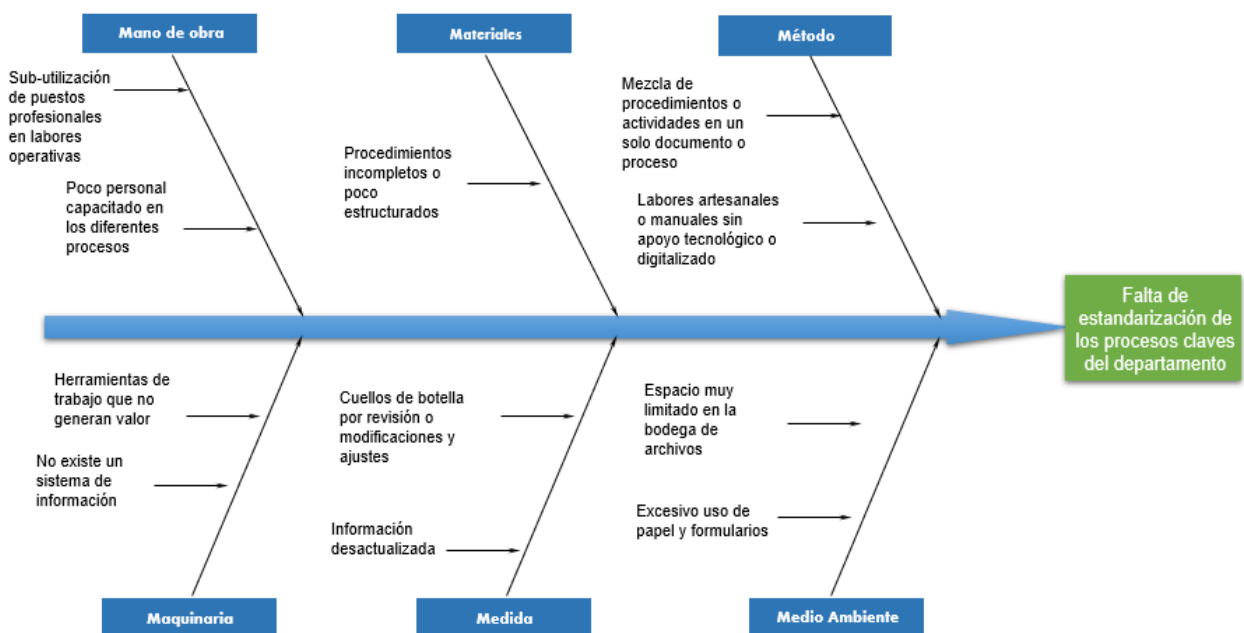 Mano de obra
Materiales
Método
Sub-utilización
de puestos
profesionales
en labores
operativas
Poco personal
capacitado en
los diferentes
procesos
Procedimientos
incompletos o
poco
estructurados
Mezcla de
procedimientos o
actividades en un
solo documento o
proceso
Labores artesanales
o manuales sin
apoyo tecnológico o
digitalizado
Falta de
estandarización de
los procesos claves
del departamento
Herramientas de
trabajo que no
generan valor
No existe un
sistema de
información
Cuellos de botella
por revisión o
modificaciones y
ajustes
Información
desactualizada
Espacio muy
limitado en la
bodega de
archivos
Excesivo uso de
papel y formularios
Maquinaria
Medida
Medio Ambiente